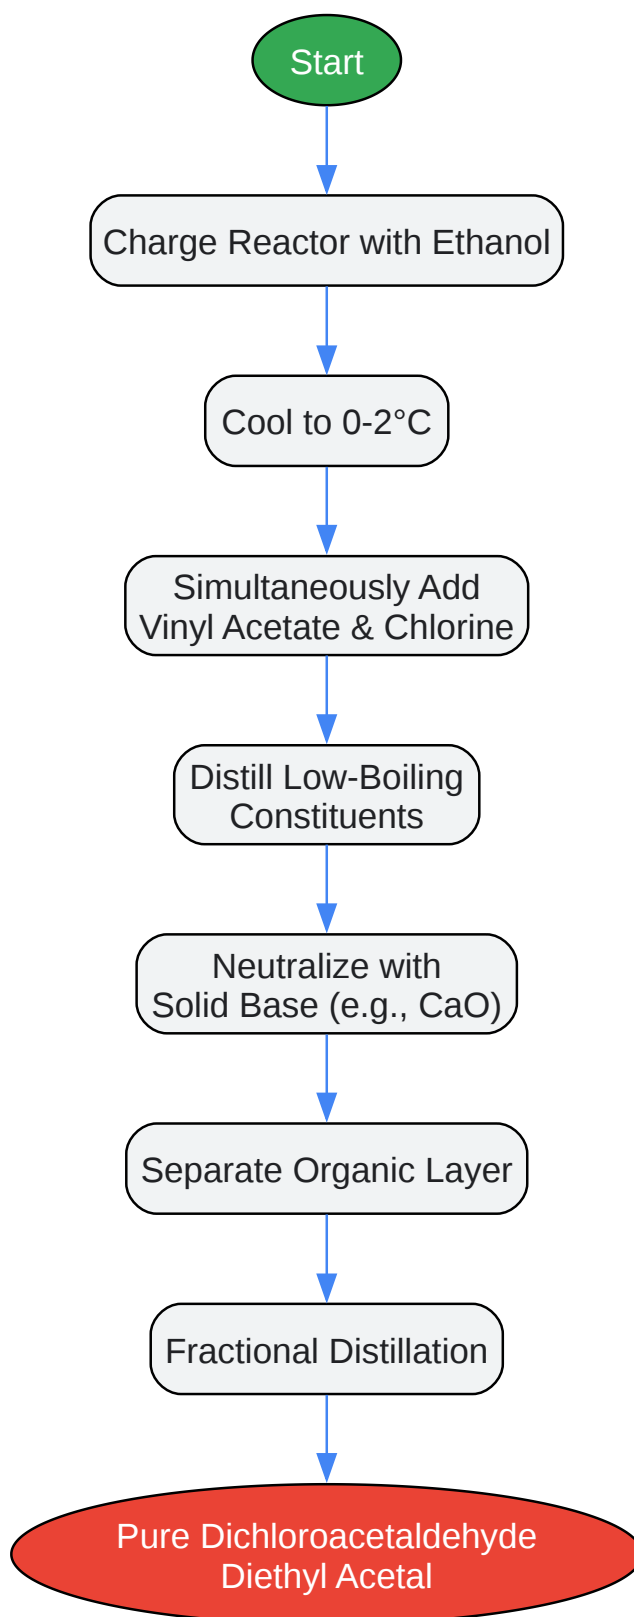 Start
Charge Reactor with Ethanol
Cool to 0-2°C
Simultaneously Add
Vinyl Acetate & Chlorine
Distill Low-Boiling
Constituents
Neutralize with
Solid Base (e.g., CaO)
Separate Organic Layer
Fractional Distillation
Pure Dichloroacetaldehyde
Diethyl Acetal